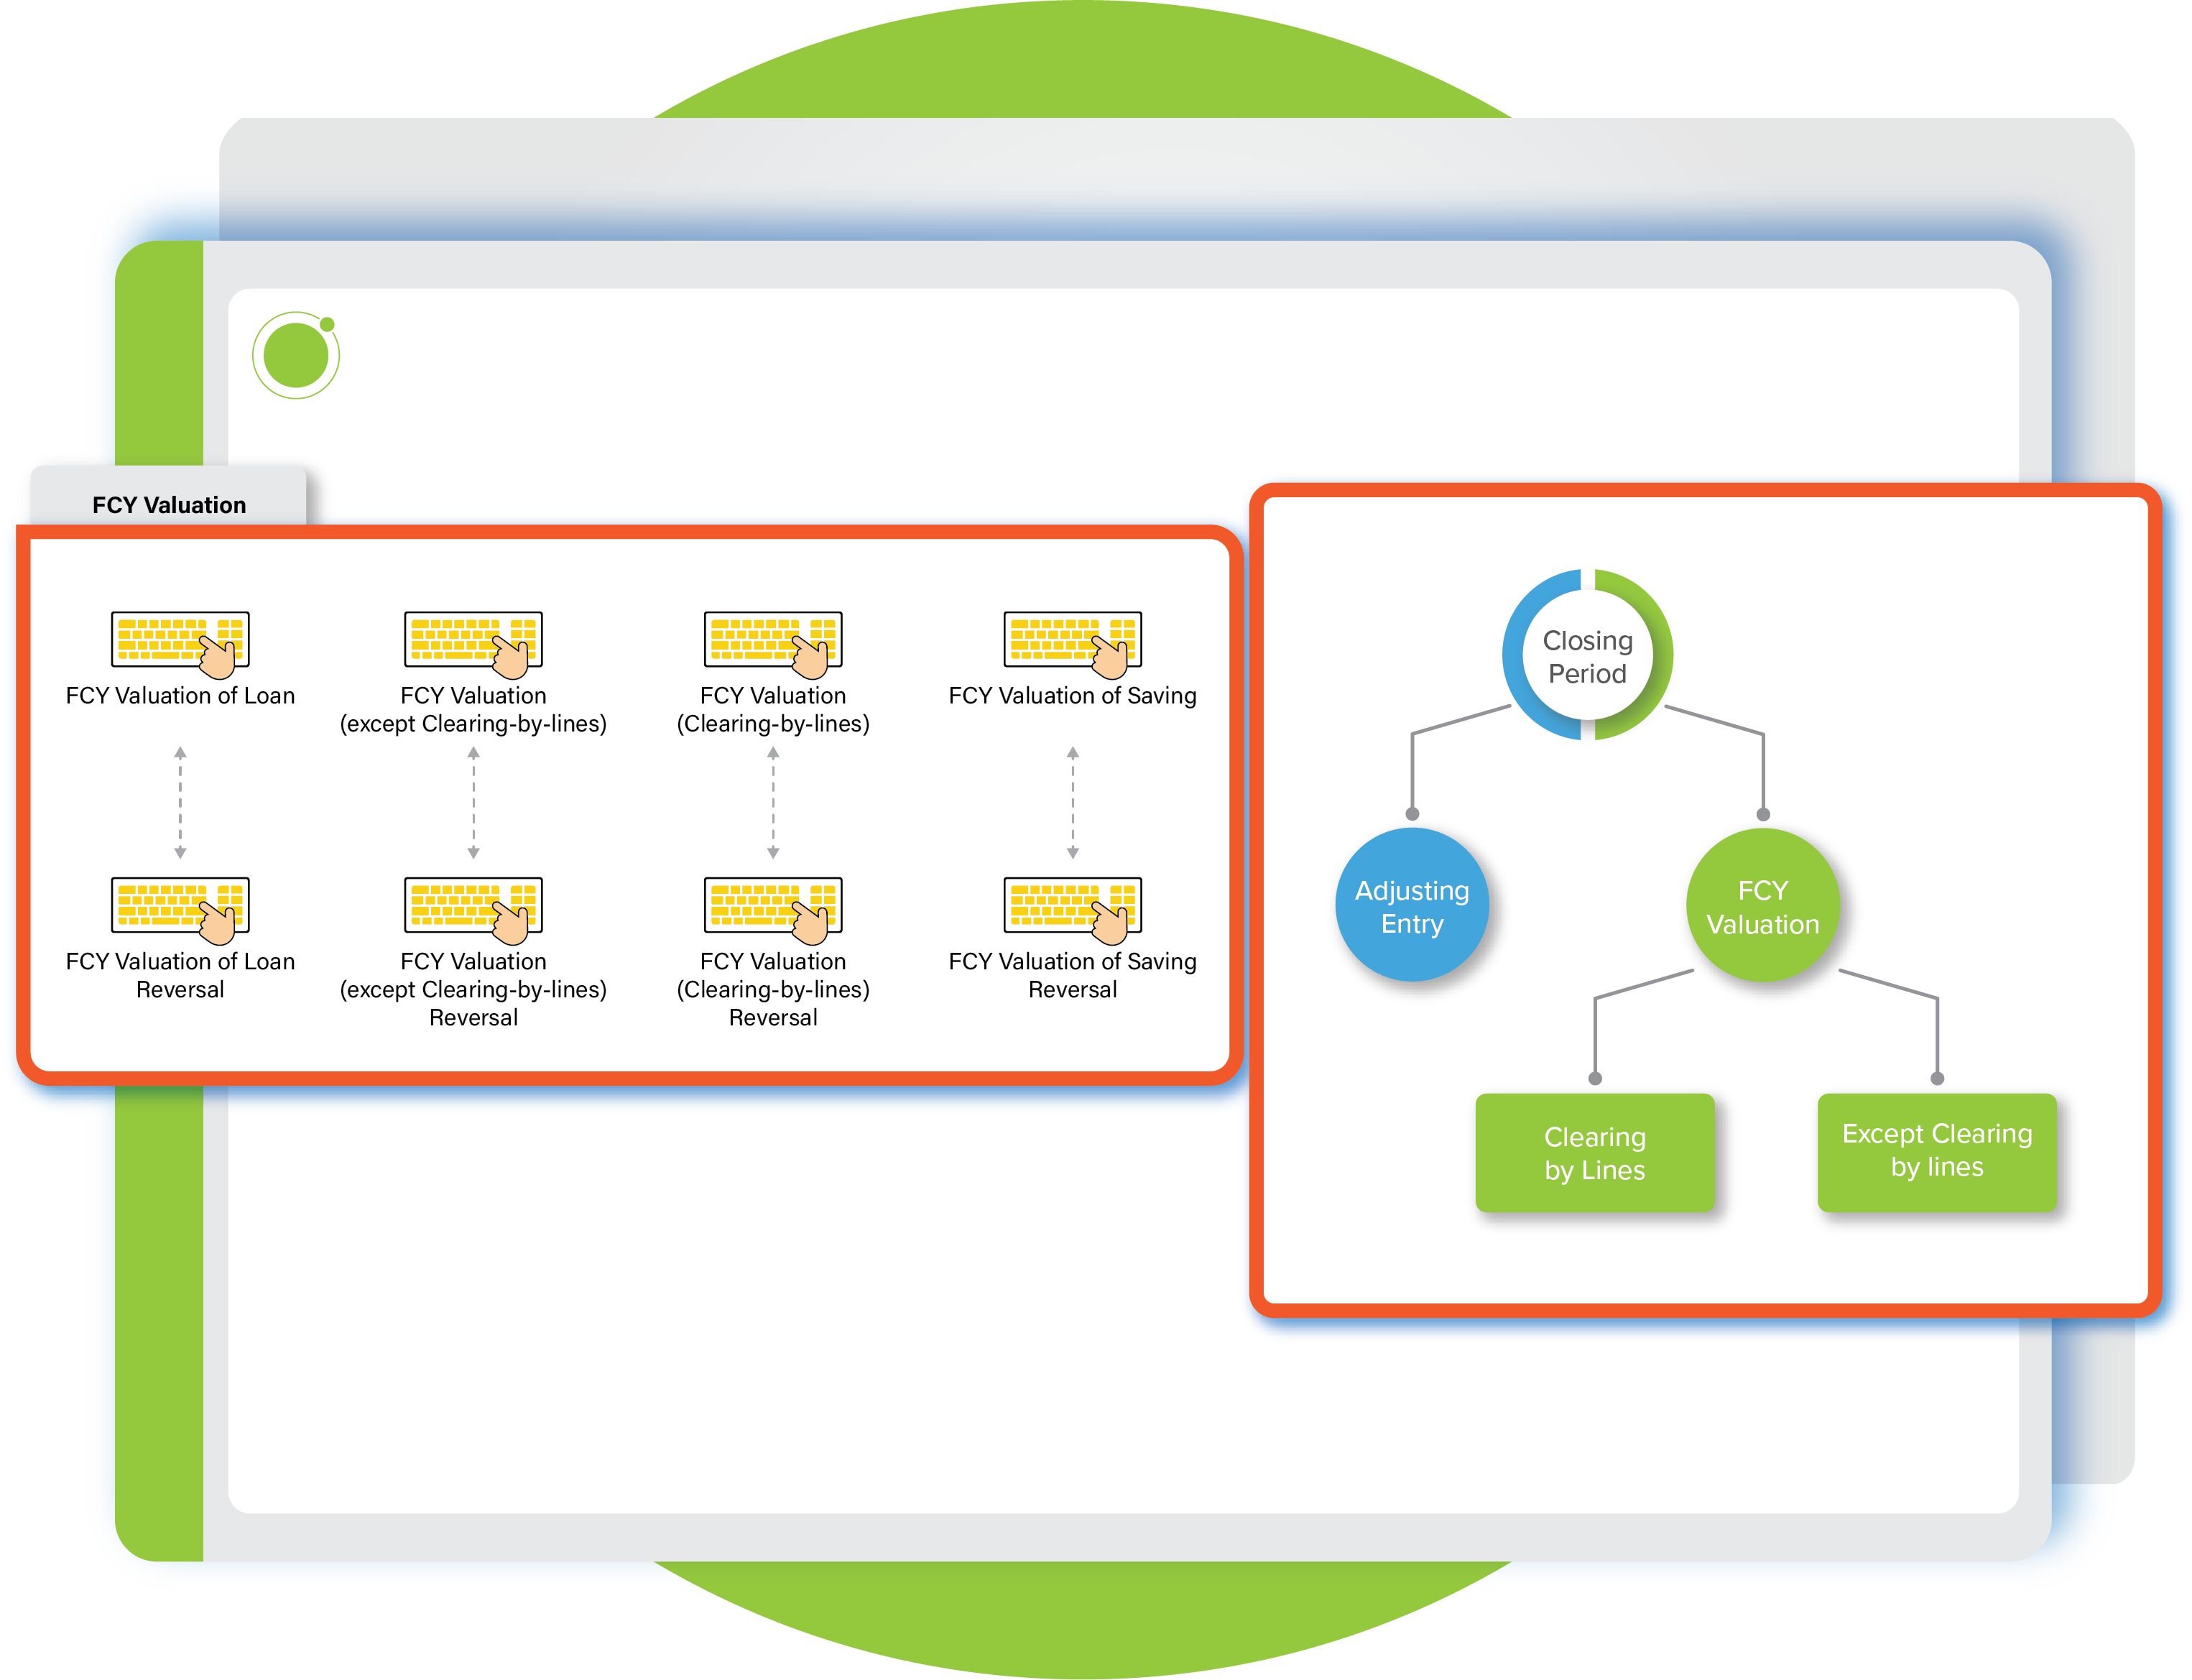 FCY Valuation
FCY Valuation of Loan
FCY Valuation
(except Clearing-by-lines)
FCY Valuation
(Clearing-by-lines)
FCY Valuation of Saving
FCY Valuation of Loan
Reversal
FCY Valuation
(except Clearing-by-lines)
Reversal
FCY Valuation
(Clearing-by-lines)
Reversal
FCY Valuation of Saving
Reversal
Closing
Period
Adjusting
Entry
FCY
Valuation
Clearing
by Lines
Except Clearing
by lines